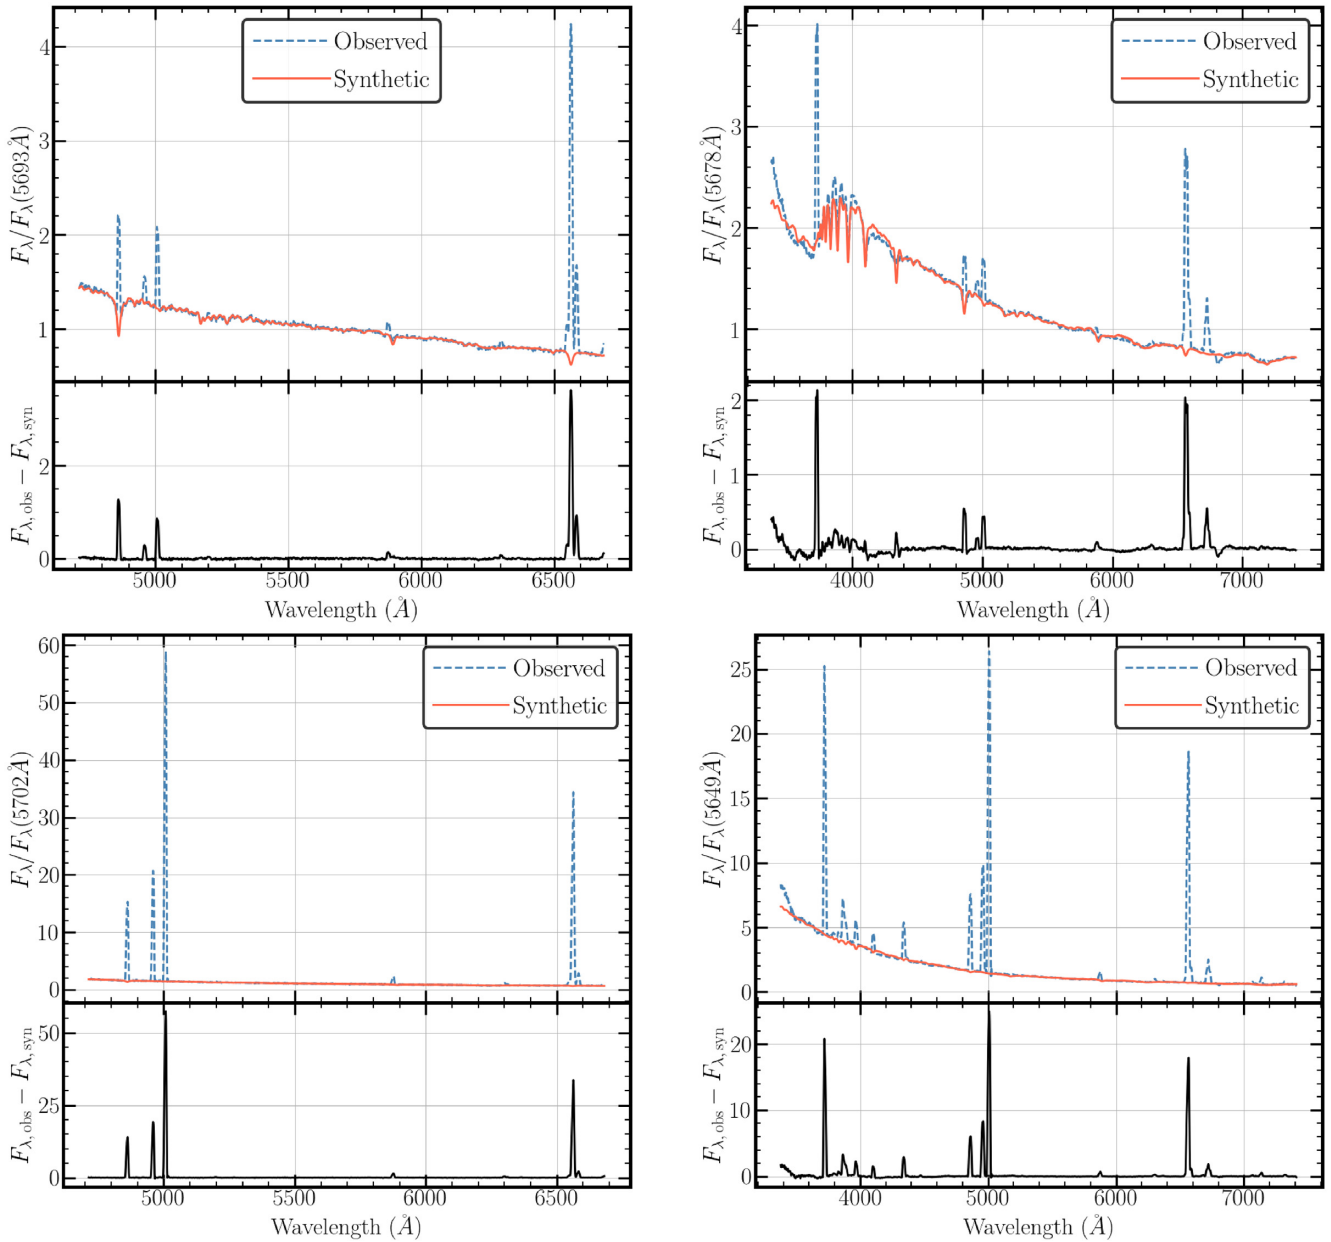 Observed
Synthetic
F_λ/F_λ(5693Å)
4
3
2
1
F_λ, obs − F_λ, syn
2
0
5000 5500 6000 6500
Wavelength (Å)
Observed
Synthetic
F_λ/F_λ(5678Å)
4
3
2
1
F_λ, obs − F_λ, syn
2
1
0
4000 5000 6000 7000
Wavelength (Å)
Observed
Synthetic
F_λ/F_λ(5702Å)
60
50
40
30
20
10
0
F_λ, obs − F_λ, syn
50
25
0
5000 5500 6000 6500
Wavelength (Å)
Observed
Synthetic
F_λ/F_λ(5649Å)
25
20
15
10
5
0
F_λ, obs − F_λ, syn
20
10
0
4000 5000 6000 7000
Wavelength (Å)